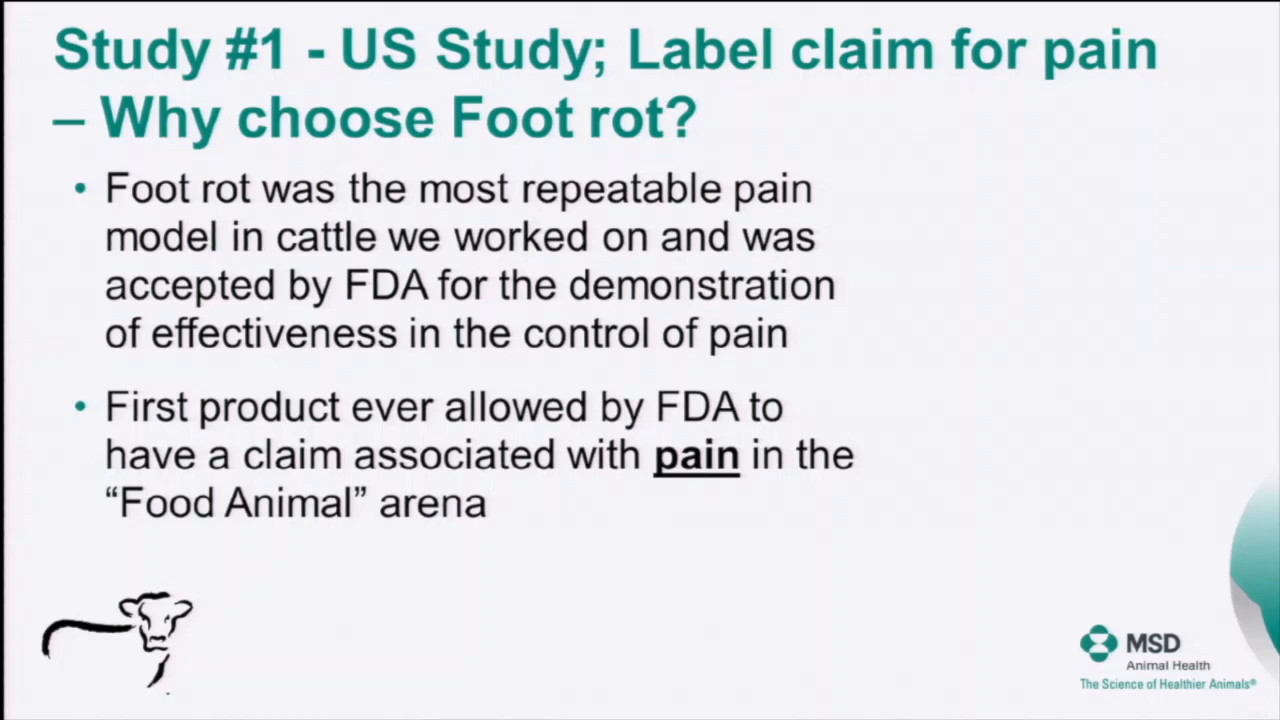 Study #1 - US Study; Label claim for pain
– Why choose Foot rot?
• Foot rot was the most repeatable pain
model in cattle we worked on and was
accepted by FDA for the demonstration
of effectiveness in the control of pain
• First product ever allowed by FDA to
have a claim associated with pain in the
“Food Animal” arena
MSD
Animal Health
The Science of Healthier Animals®